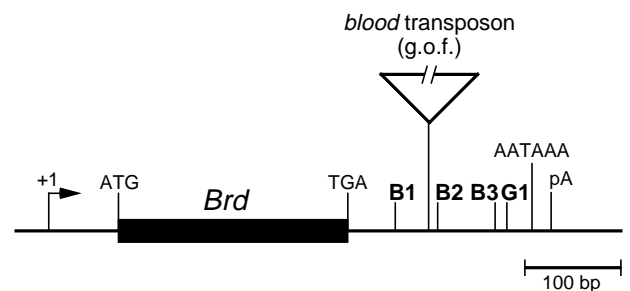 blood transposon
(g.o.f.)
AATAAA
+1 ATG Brd TGA B1 B2 B3 G1 pA
100 bp